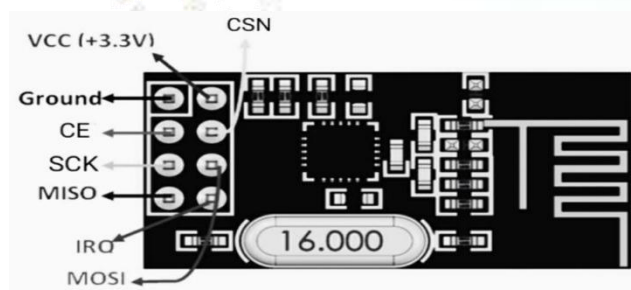 CSN
VCC (+3.3V)
Ground
CE
SCK
MISO
IRQ
MOSI
16.000